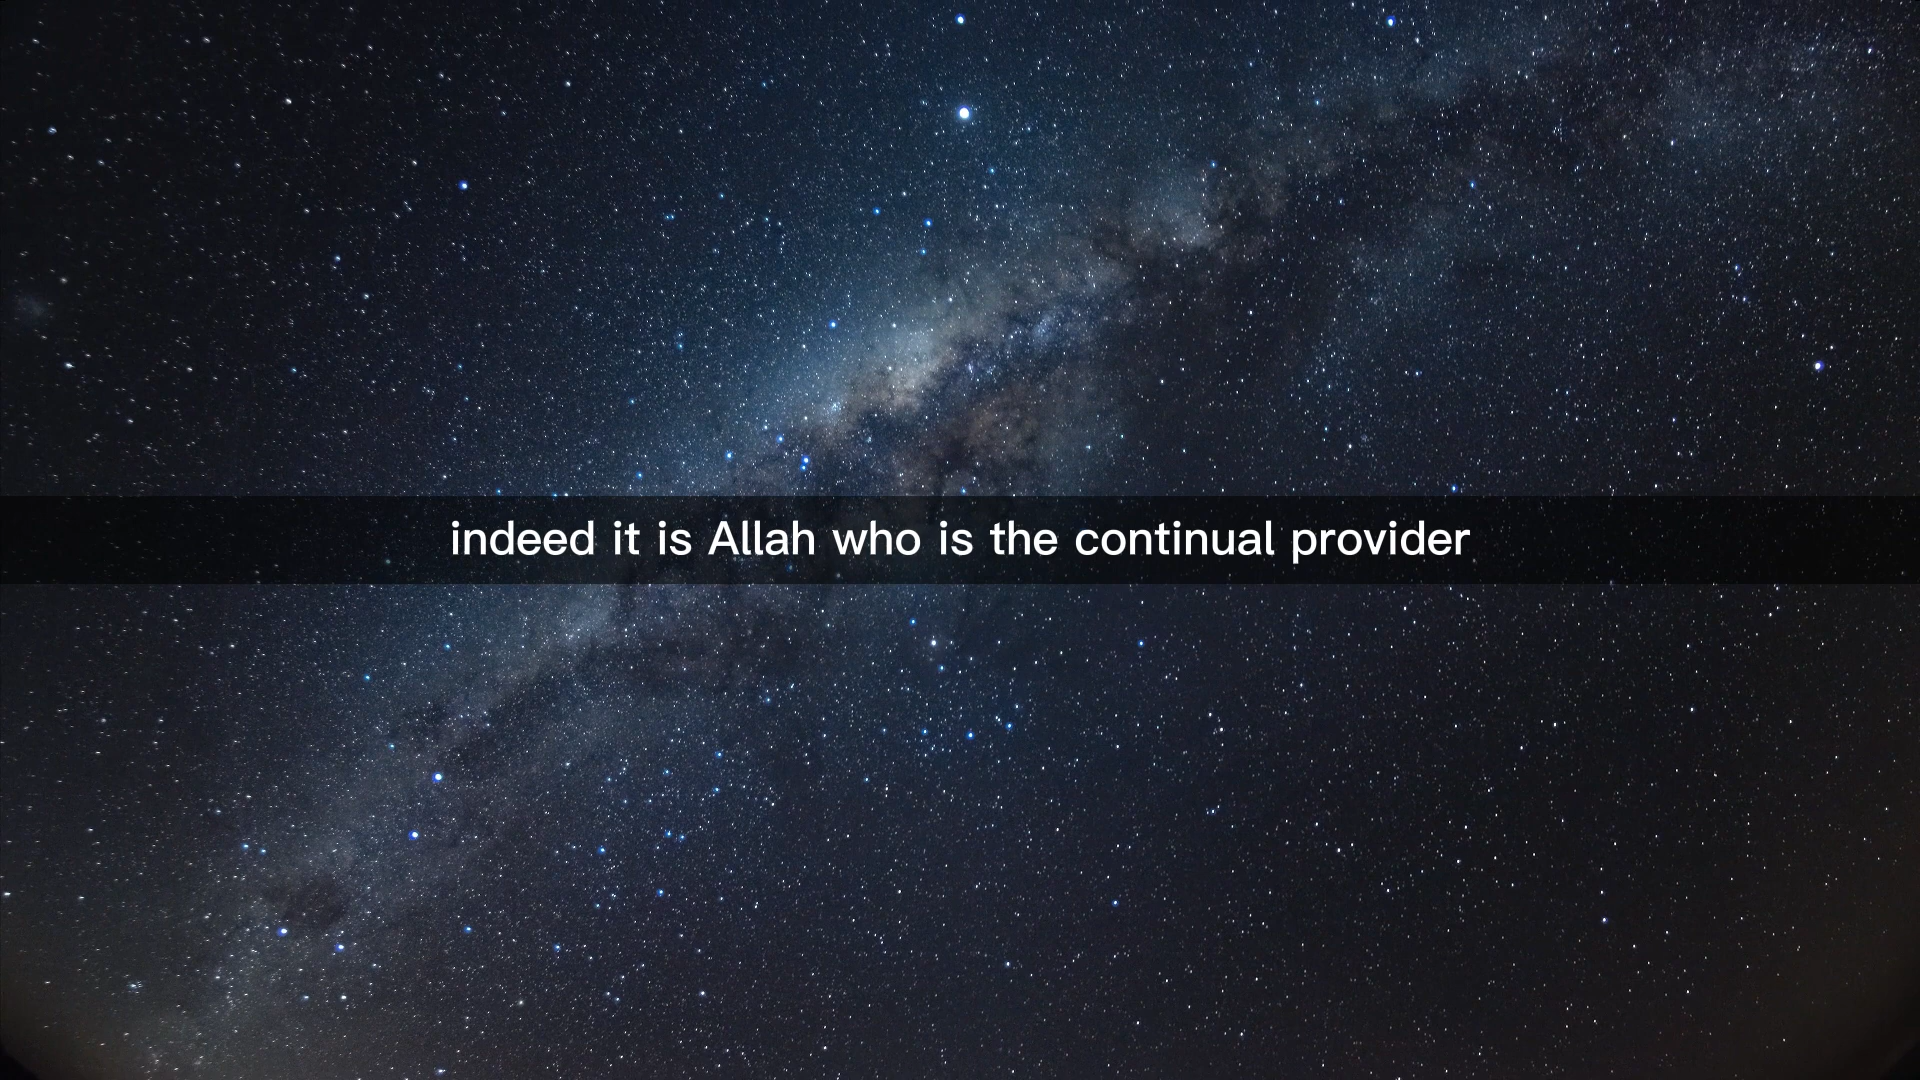 indeed it is Allah who is the continual provider